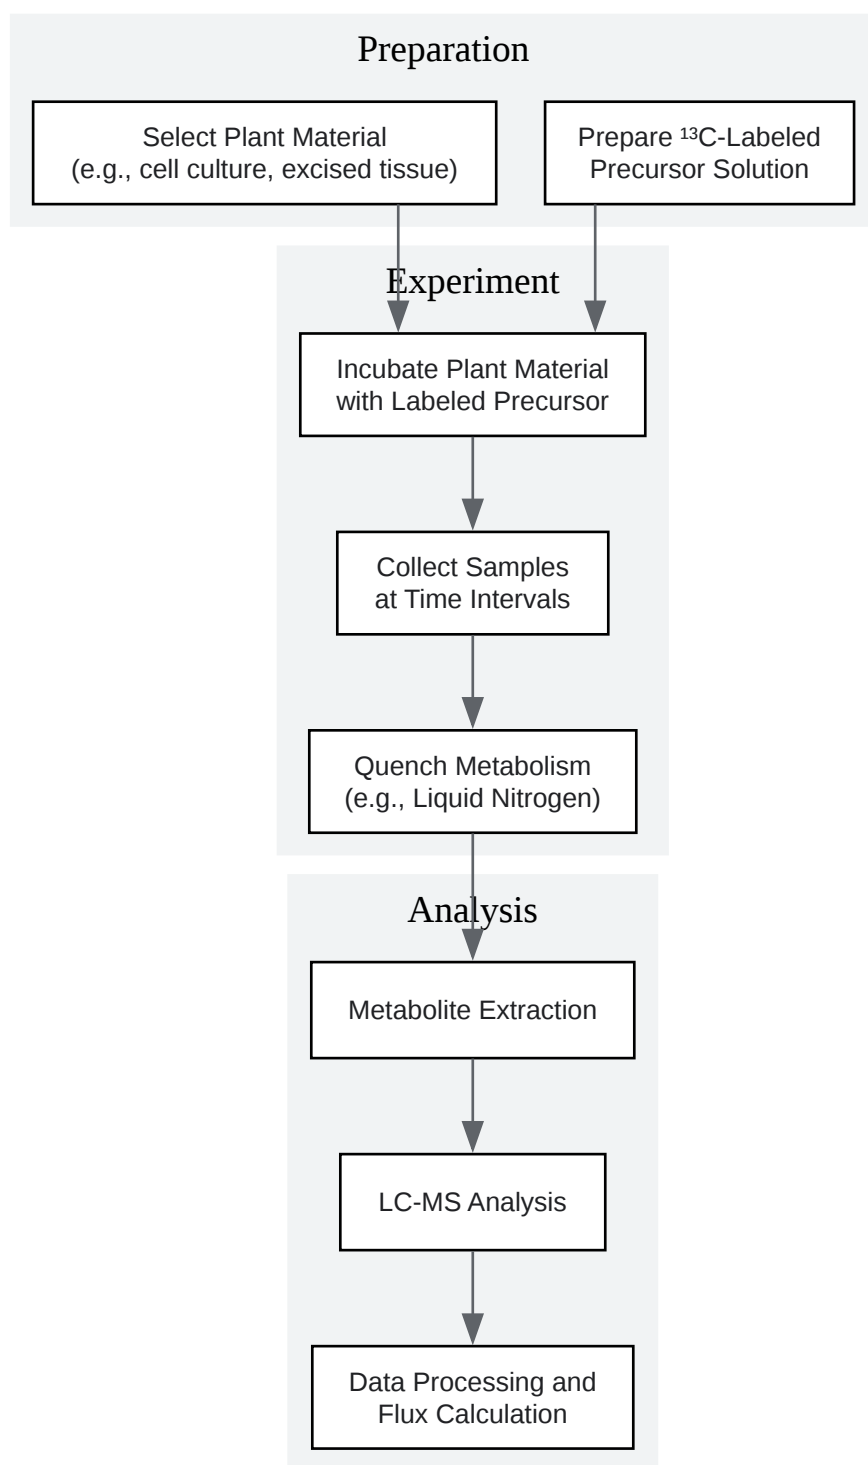 Preparation
Select Plant Material
(e.g., cell culture, excised tissue)
Prepare ¹³C-Labeled
Precursor Solution
Experiment
Incubate Plant Material
with Labeled Precursor
Collect Samples
at Time Intervals
Quench Metabolism
(e.g., Liquid Nitrogen)
Analysis
Metabolite Extraction
LC-MS Analysis
Data Processing and
Flux Calculation